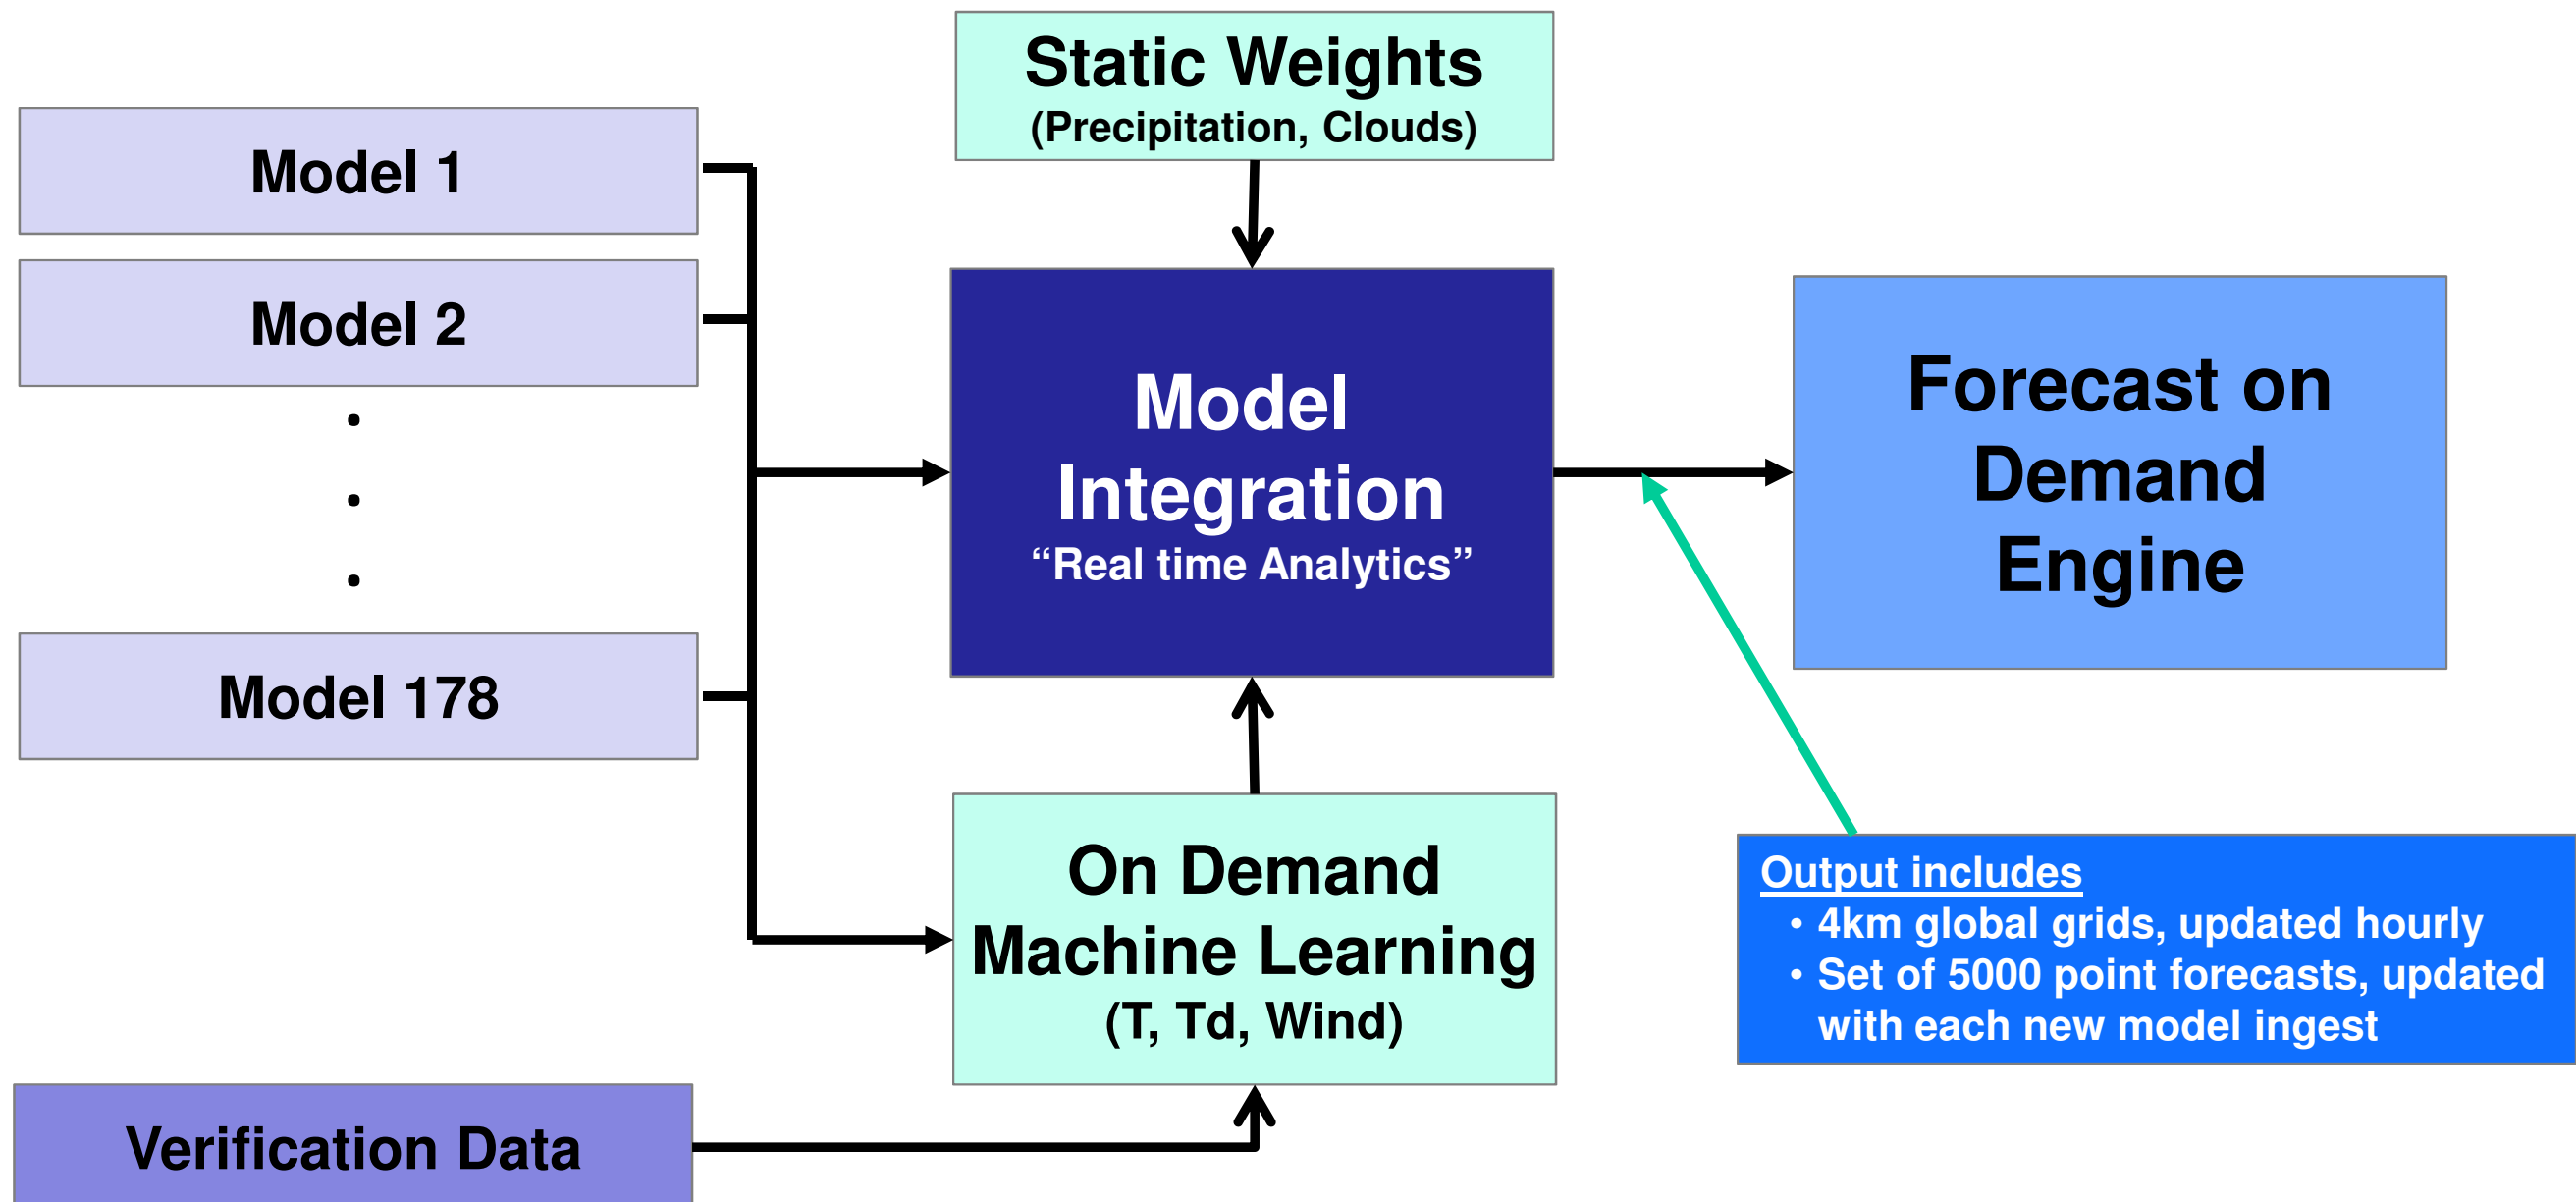 Static Weights
(Precipitation, Clouds)
Model 1
Model 2
.
.
.
Model 178
Model
Integration
“Real time Analytics”
Forecast on
Demand
Engine
On Demand
Machine Learning
(T, Td, Wind)
Output includes
• 4km global grids, updated hourly
• Set of 5000 point forecasts, updated
with each new model ingest
Verification Data